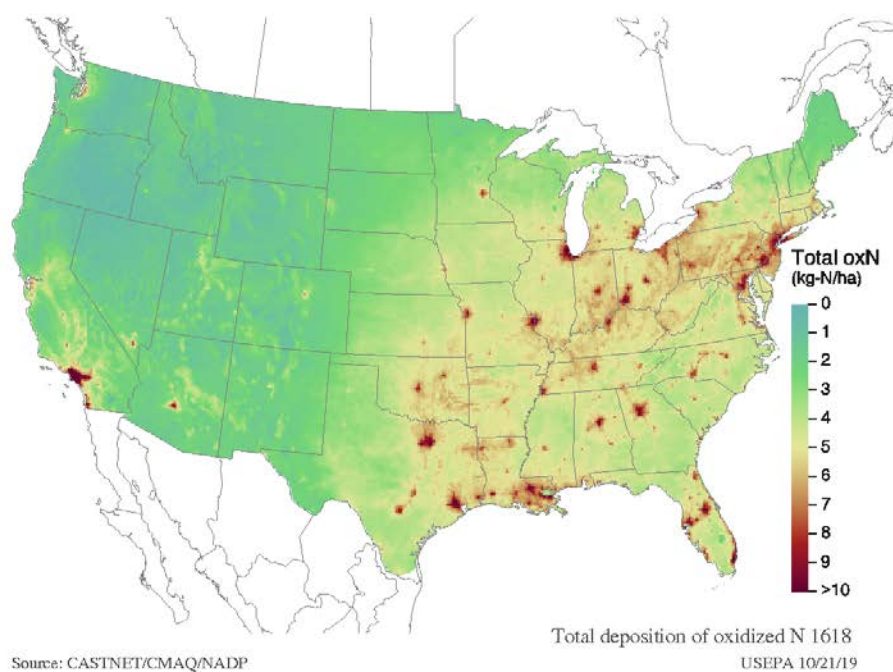 Total oxN
(kg-N/ha)
0
1
2
3
4
5
6
7
8
9
>10
Total deposition of oxidized N 1618
Source: CASTNET/CMAQ/NADP
USEPA 10/21/19